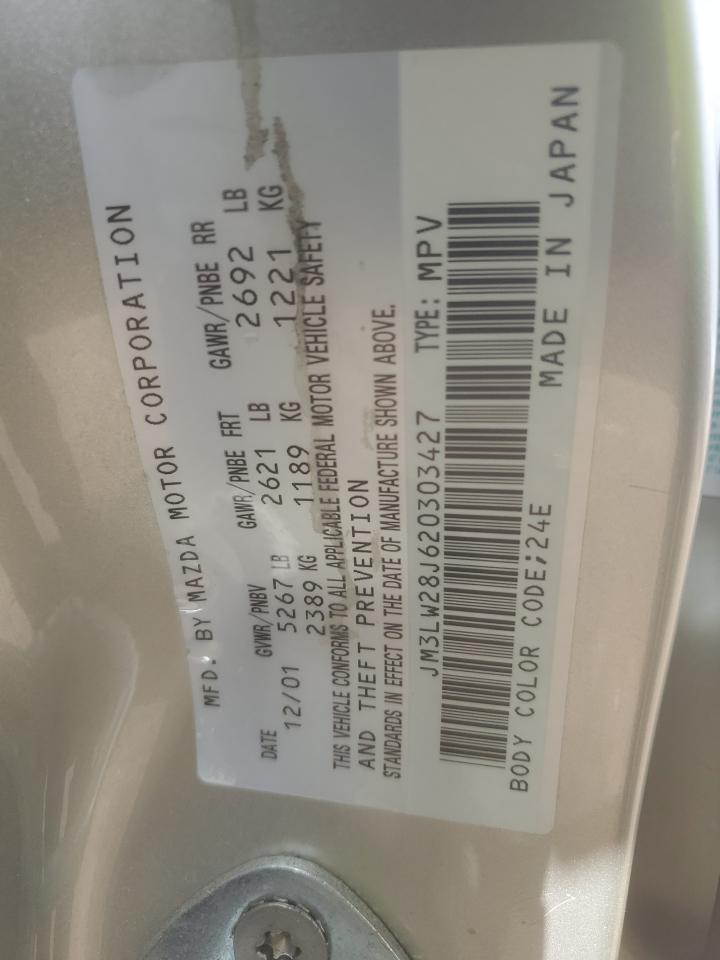 MFD. BY MAZDA MOTOR CORPORATION
DATE GVWR/PNBV GAWR/PNBE FRT GAWR/PNBE RR
12/01 5267 LB 2621 LB 2692 LB
2389 KG 1189 KG 1221 KG
THIS VEHICLE CONFORMS TO ALL APPLICABLE FEDERAL MOTOR VEHICLE SAFETY
AND THEFT PREVENTION
STANDARDS IN EFFECT ON THE DATE OF MANUFACTURE SHOWN ABOVE.
JM3LW28J620303427 TYPE: MPV
BODY COLOR CODE;24E MADE IN JAPAN